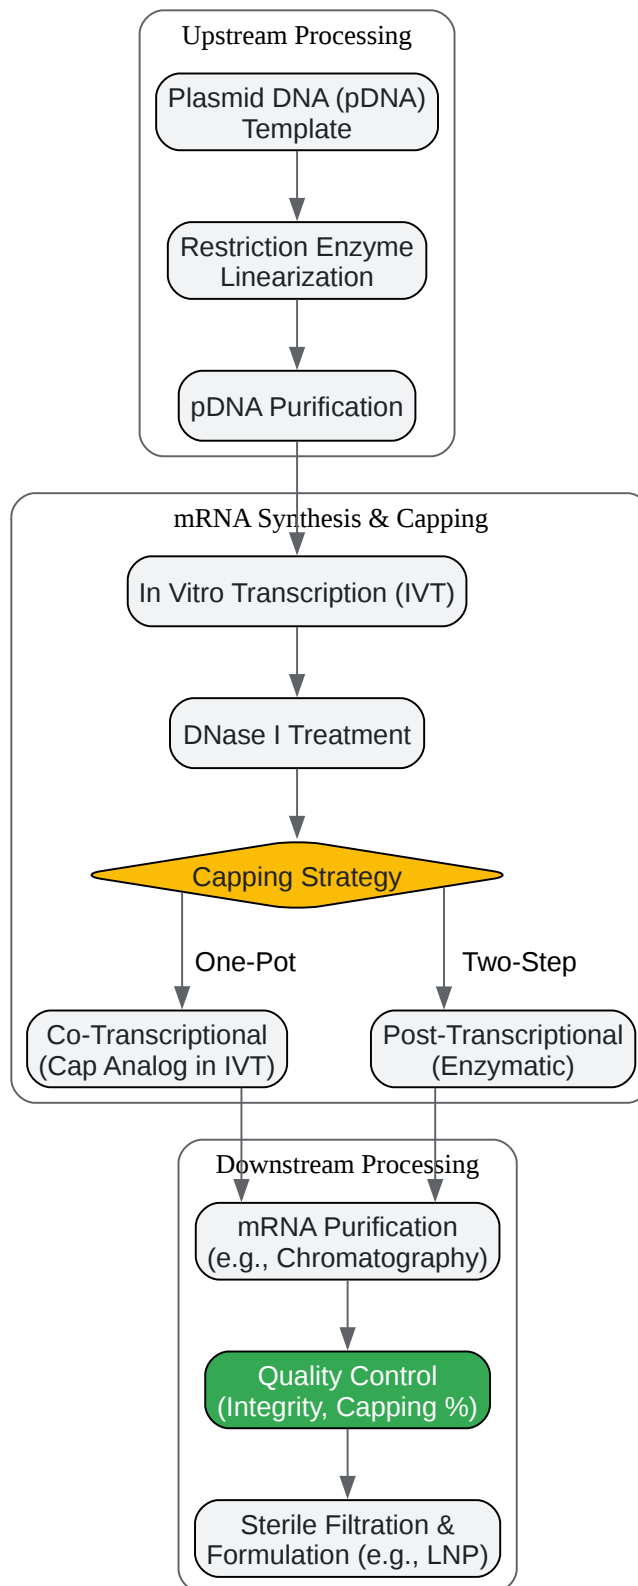 Upstream Processing
Plasmid DNA (pDNA)
Template
Restriction Enzyme
Linearization
pDNA Purification
mRNA Synthesis & Capping
In Vitro Transcription (IVT)
DNase I Treatment
Capping Strategy
One-Pot
Two-Step
Co-Transcriptional
(Cap Analog in IVT)
Post-Transcriptional
(Enzymatic)
Downstream Processing
mRNA Purification
(e.g., Chromatography)
Quality Control
(Integrity, Capping %)
Sterile Filtration &
Formulation (e.g., LNP)